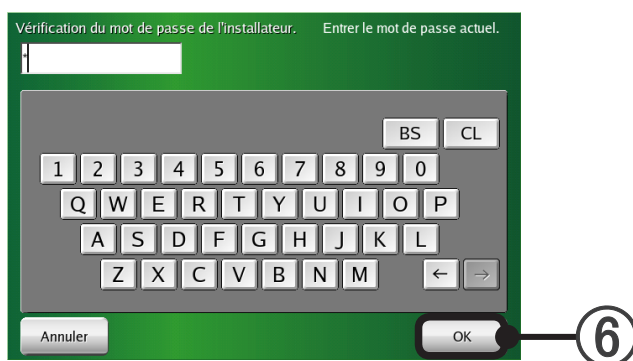 Vérification du mot de passe de l'installateur. Entrer le mot de passe actuel.
*
BS CL
1 2 3 4 5 6 7 8 9 0
Q W E R T Y U I O P
A S D F G H J K L
Z X C V B N M ← →
Annuler OK 6